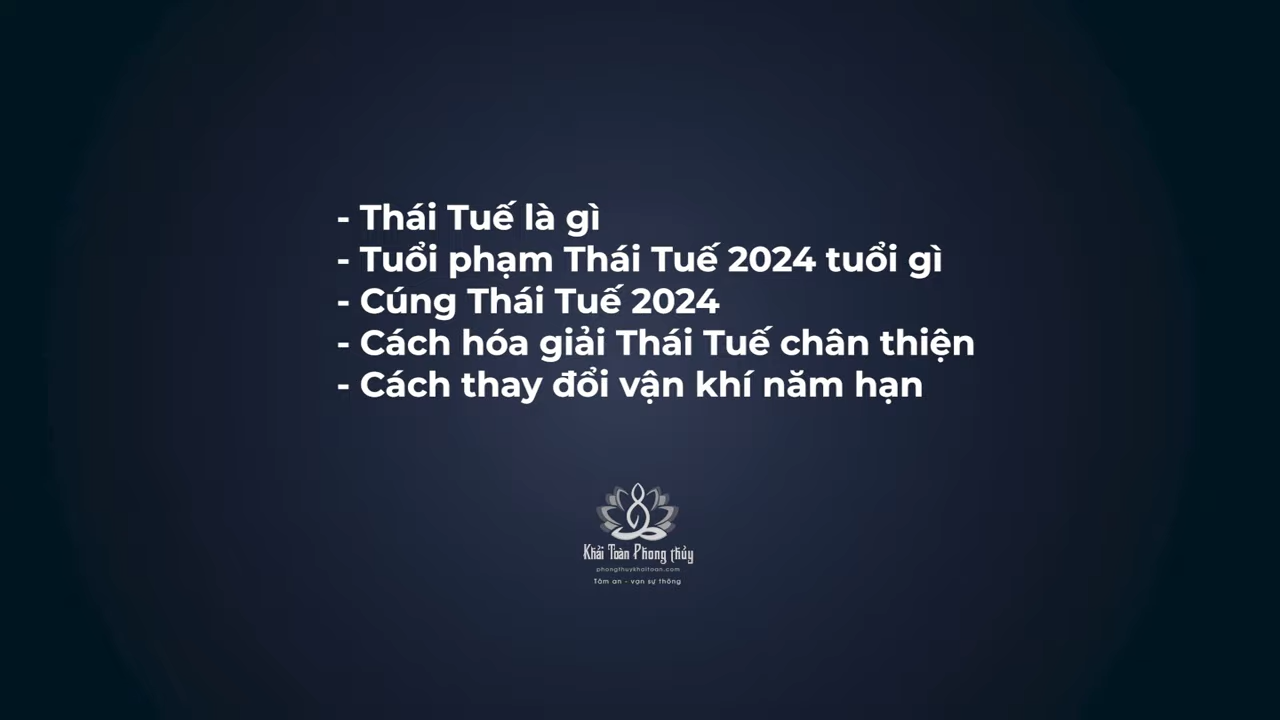 - Thái Tuế là gì
- Tuổi phạm Thái Tuế 2024 tuổi gì
- Cúng Thái Tuế 2024
- Cách hóa giải Thái Tuế chân thiện
- Cách thay đổi vận khí năm hạn
Khải Toàn Phong thủy
phongthuykhaitoan.com
Tâm an - vạn sự thông